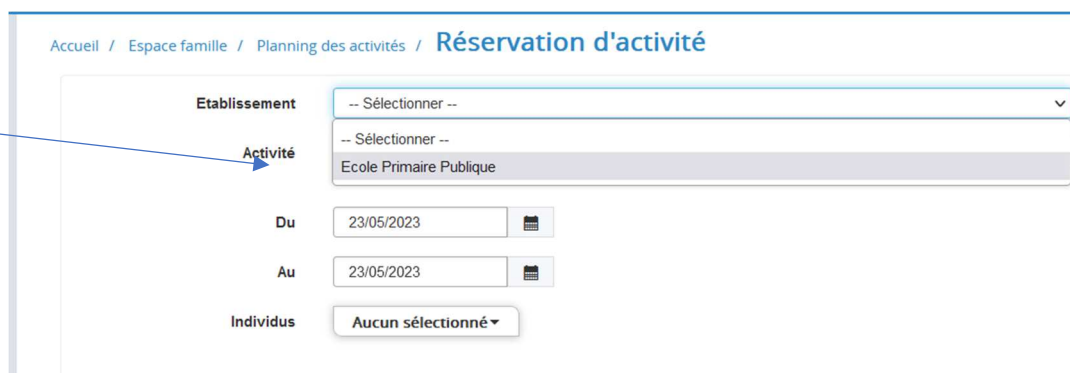 Accueil / Espace famille / Planning des activités / Réservation d'activité
Etablissement -- Sélectionner --
-- Sélectionner --
Activité
Ecole Primaire Publique
Du 23/05/2023
Au 23/05/2023
Individus Aucun sélectionné